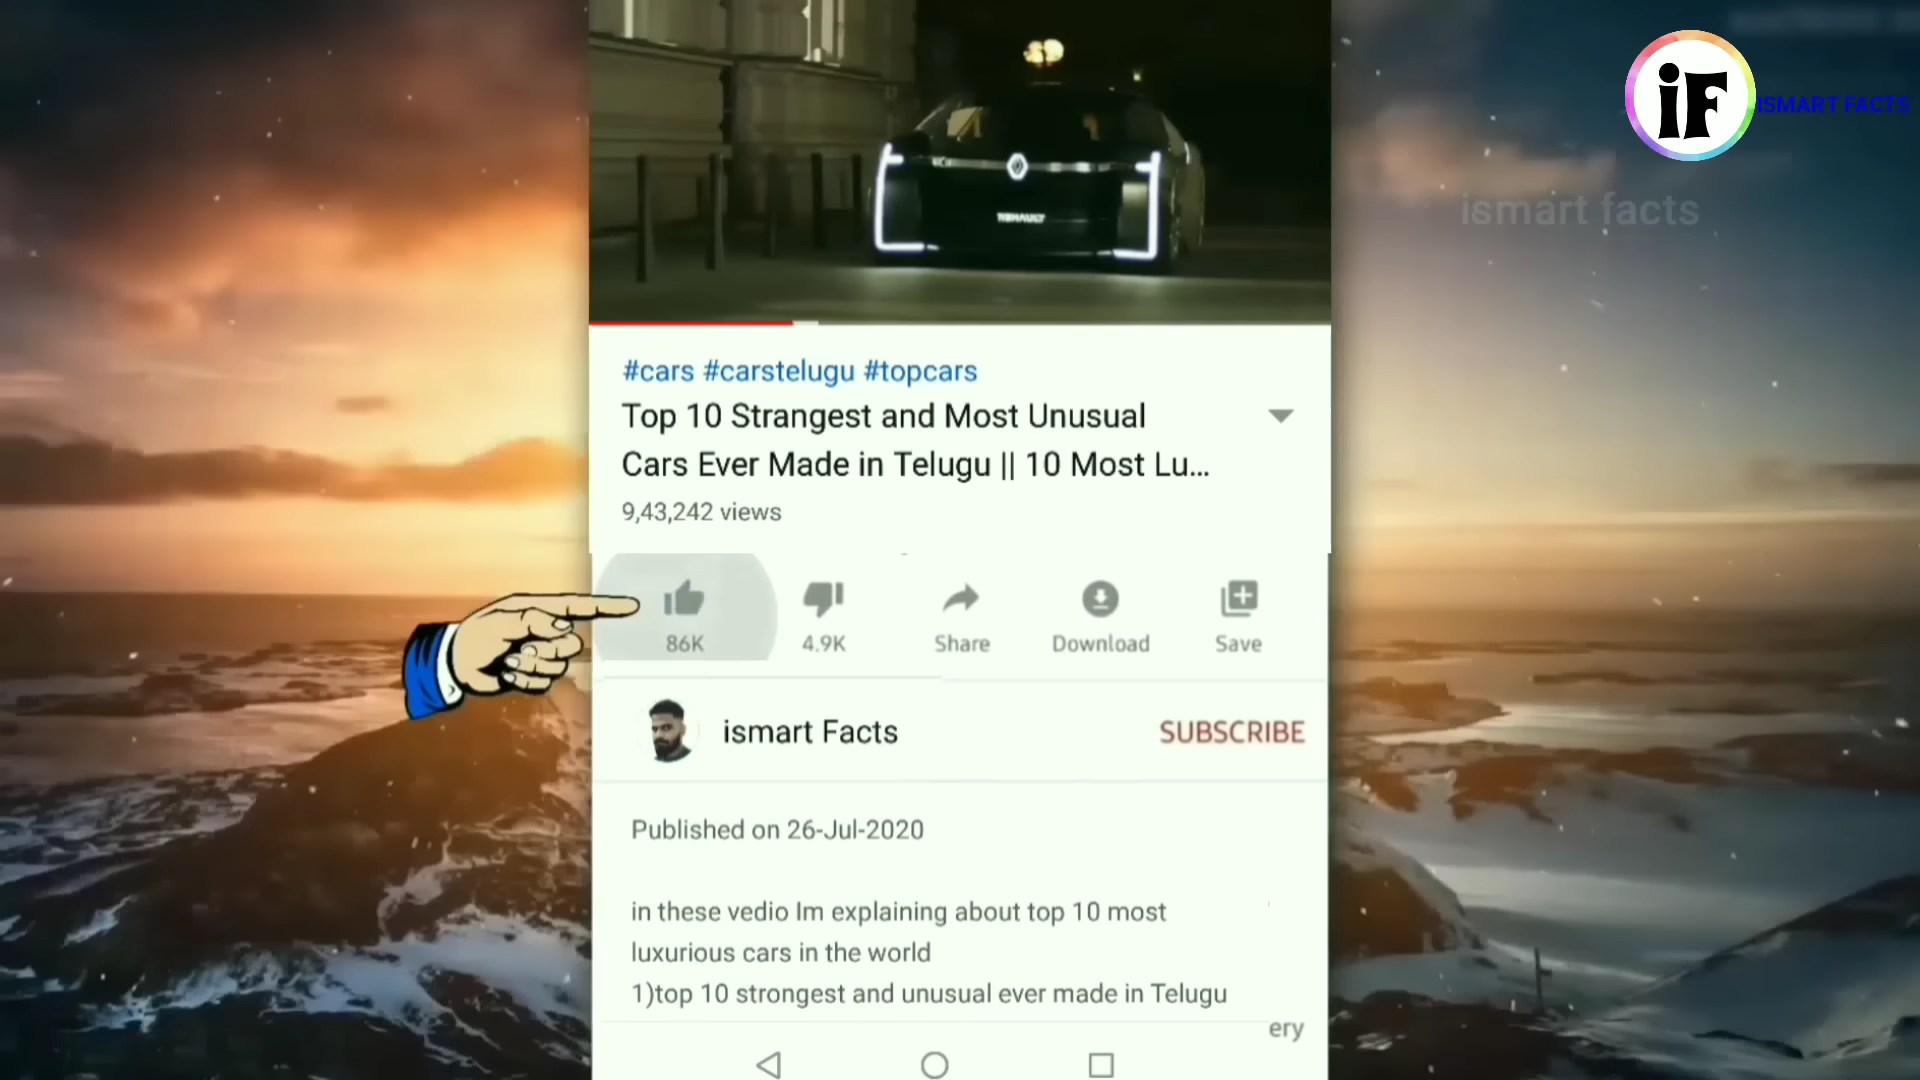 iF
ISMART FACTS
ismart facts
RENAULT
#cars #carstelugu #topcars
Top 10 Strangest and Most Unusual
Cars Ever Made in Telugu || 10 Most Lu...
9,43,242 views
86K
4.9K
Share
Download
Save
ismart Facts
SUBSCRIBE
Published on 26-Jul-2020
in these vedio Im explaining about top 10 most
luxurious cars in the world
1)top 10 strongest and unusual ever made in Telugu
ery